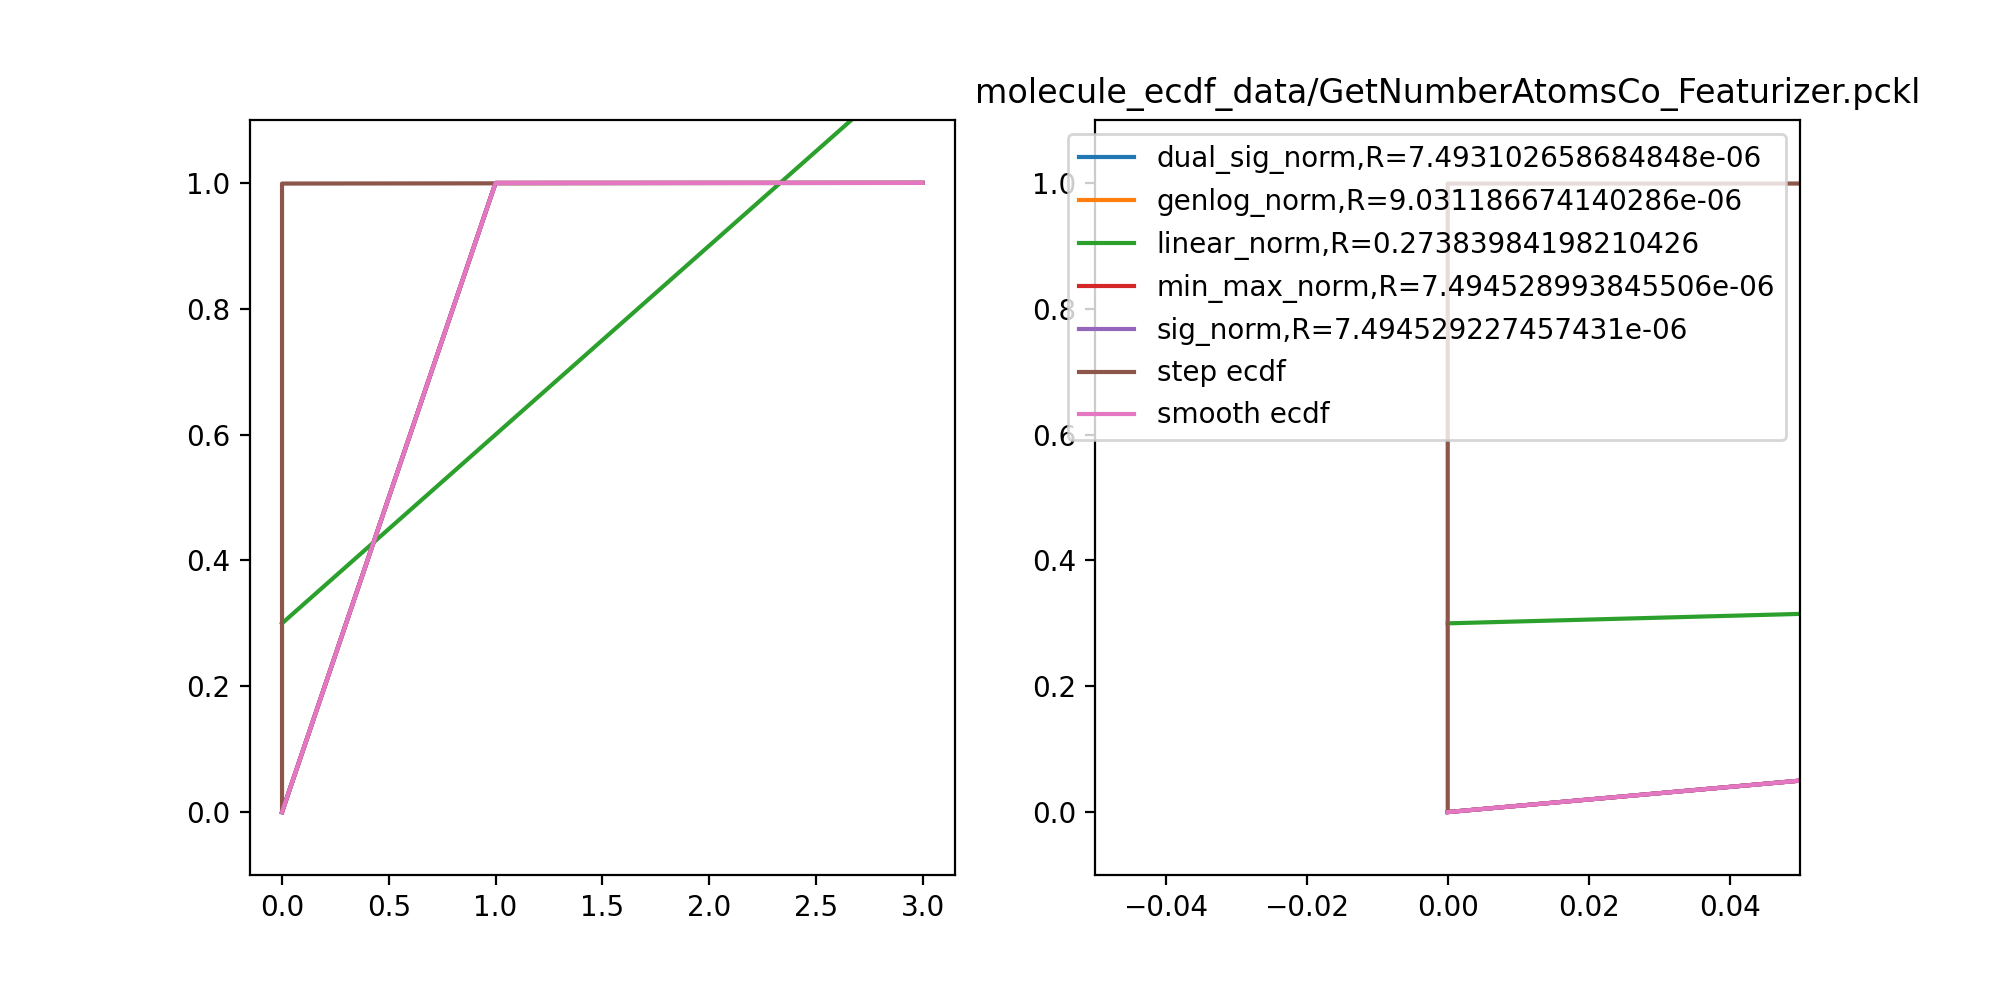 molecule_ecdf_data/GetNumberAtomsCo_Featurizer.pckl
1.0
0.8
0.6
0.4
0.2
0.0
0.0 0.5 1.0 1.5 2.0 2.5 3.0
dual_sig_norm,R=7.493102658684848e-06
genlog_norm,R=9.031186674140286e-06
linear_norm,R=0.27383984198210426
min_max_norm,R=7.494528993845506e-06
sig_norm,R=7.494529227457431e-06
step ecdf
smooth ecdf
1.0
0.8
0.6
0.4
0.2
0.0
−0.04 −0.02 0.00 0.02 0.04